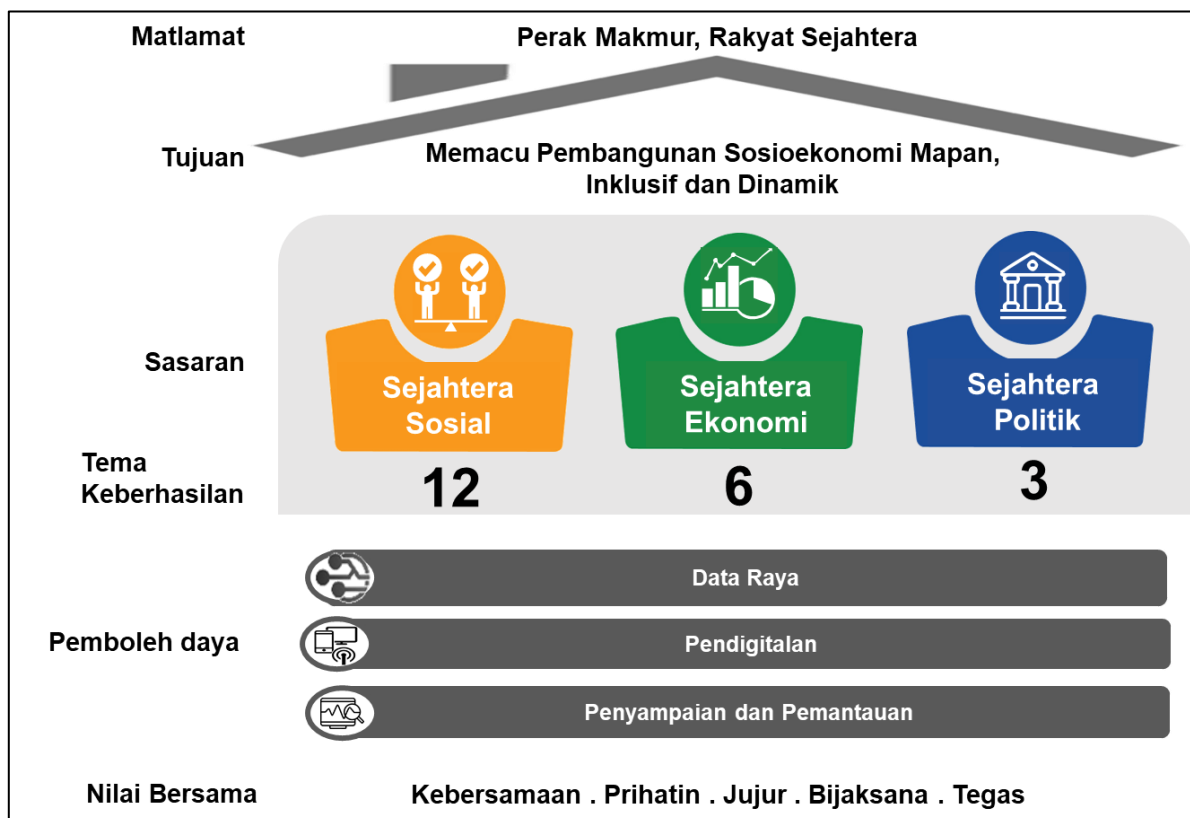 Matlamat
Perak Makmur, Rakyat Sejahtera
Tujuan
Memacu Pembangunan Sosioekonomi Mapan,
Inklusif dan Dinamik
Sasaran
Sejahtera
Sosial
Sejahtera
Ekonomi
Sejahtera
Politik
Tema
Keberhasilan
12
6
3
Pemboleh daya
Data Raya
Pendigitalan
Penyampaian dan Pemantauan
Nilai Bersama
Kebersamaan . Prihatin . Jujur . Bijaksana . Tegas